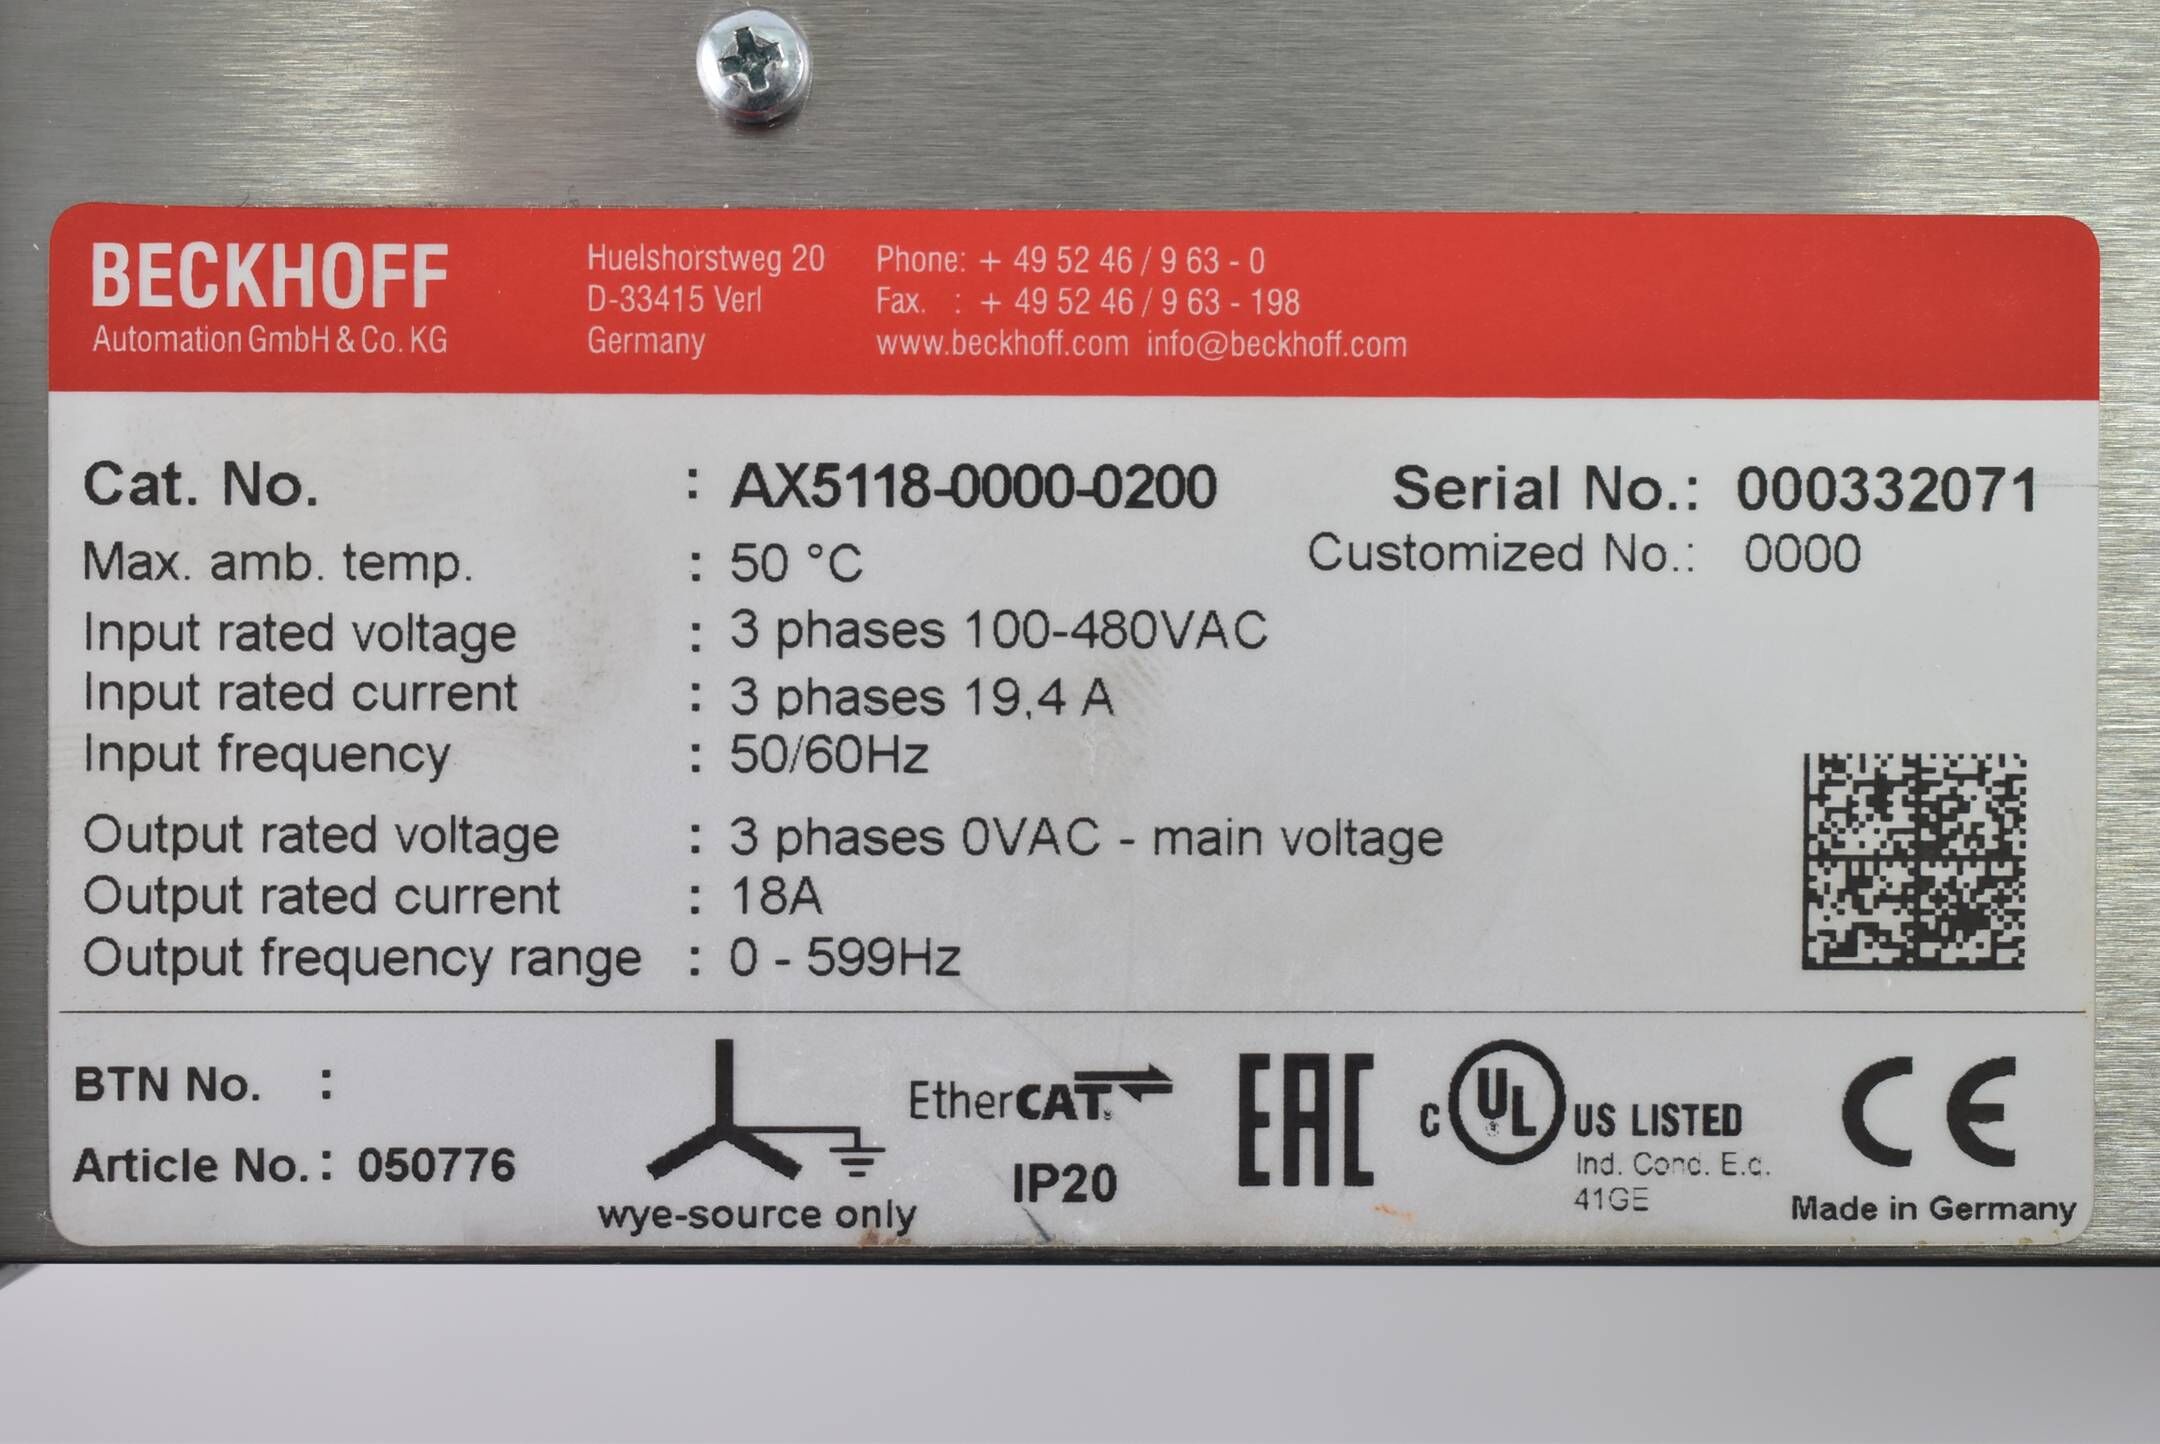 BECKHOFF
Automation GmbH & Co. KG
Huelshorstweg 20
D-33415 Verl
Germany
Phone: + 49 52 46 / 9 63 - 0
Fax. : + 49 52 46 / 9 63 - 198
www.beckhoff.com info@beckhoff.com
Cat. No. : AX5118-0000-0200 Serial No.: 000332071
Max. amb. temp. : 50 °C Customized No.: 0000
Input rated voltage : 3 phases 100-480VAC
Input rated current : 3 phases 19,4 A
Input frequency : 50/60Hz
Output rated voltage : 3 phases 0VAC - main voltage
Output rated current : 18A
Output frequency range : 0 - 599Hz
BTN No. :
Article No. : 050776
wye-source only
EtherCAT
IP20
EAC
c UL US LISTED
Ind. Cond. E.q.
41GE
CE
Made in Germany